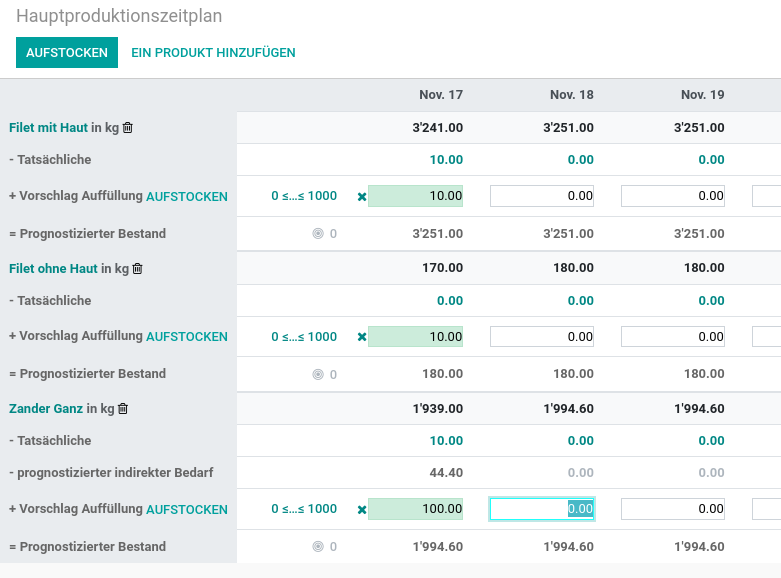 Hauptproduktionszeitplan
AUFSTOCKEN EIN PRODUKT HINZUFÜGEN
Nov. 17 Nov. 18 Nov. 19
Filet mit Haut in kg 3'241.00 3'251.00 3'251.00
- Tatsächliche 10.00 0.00 0.00
+ Vorschlag Auffüllung AUFSTOCKEN 0 ≤...≤ 1000 10.00 0.00 0.00
= Prognostizierter Bestand 0 3'251.00 3'251.00 3'251.00
Filet ohne Haut in kg 170.00 180.00 180.00
- Tatsächliche 0.00 0.00 0.00
+ Vorschlag Auffüllung AUFSTOCKEN 0 ≤...≤ 1000 10.00 0.00 0.00
= Prognostizierter Bestand 0 180.00 180.00 180.00
Zander Ganz in kg 1'939.00 1'994.60 1'994.60
- Tatsächliche 10.00 0.00 0.00
- prognostizierter indirekter Bedarf 44.40 0.00 0.00
+ Vorschlag Auffüllung AUFSTOCKEN 0 ≤...≤ 1000 100.00 0.00 0.00
= Prognostizierter Bestand 0 1'994.60 1'994.60 1'994.60